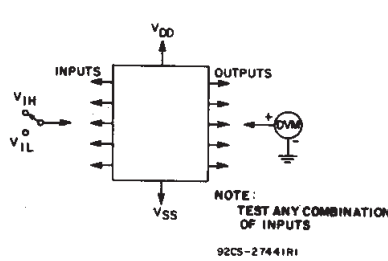 VDD
INPUTS
OUTPUTS
VIH
VIL
+
DVM
-
VSS
NOTE:
TEST ANY COMBINATION
OF INPUTS
92CS-27441R1